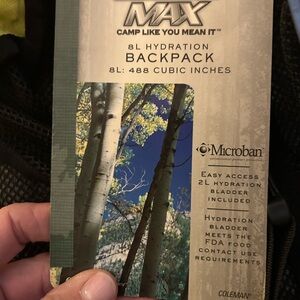 MAX
CAMP LIKE YOU MEAN IT™
8L HYDRATION
BACKPACK
8L: 488 CUBIC INCHES
Microban
EASY ACCESS
2L HYDRATION
BLADDER
INCLUDED
HYDRATION
BLADDER
MEETS THE
FDA FOOD
CONTACT USE
REQUIREMENTS
COLEMAN